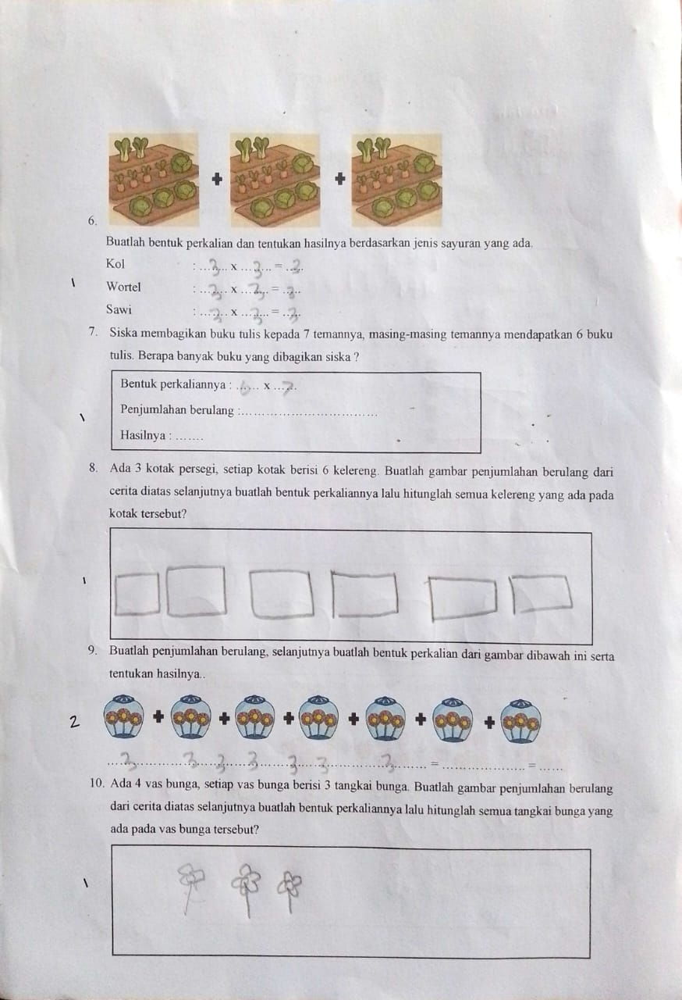 + +
6.
Buatlah bentuk perkalian dan tentukan hasilnya berdasarkan jenis sayuran yang ada.
Kol : ...3... x ...3... = ...3...
1
Wortel : ...3... x ...3... = ...3...
Sawi : ...3... x ...3... = ...3...
7. Siska membagikan buku tulis kepada 7 temannya, masing-masing temannya mendapatkan 6 buku
tulis. Berapa banyak buku yang dibagikan siska ?
Bentuk perkaliannya : ...6... x ...7...
1 Penjumlahan berulang :....................................
Hasilnya : .......
8. Ada 3 kotak persegi, setiap kotak berisi 6 kelereng. Buatlah gambar penjumlahan berulang dari
cerita diatas selanjutnya buatlah bentuk perkaliannya lalu hitunglah semua kelereng yang ada pada
kotak tersebut?
1
9. Buatlah penjumlahan berulang, selanjutnya buatlah bentuk perkalian dari gambar dibawah ini serta
tentukan hasilnya..
2 + + + + + +
....3..........3.....3.....3.......3....3............3........ = ...................... = ......
10. Ada 4 vas bunga, setiap vas bunga berisi 3 tangkai bunga. Buatlah gambar penjumlahan berulang
dari cerita diatas selanjutnya buatlah bentuk perkaliannya lalu hitunglah semua tangkai bunga yang
ada pada vas bunga tersebut?
1